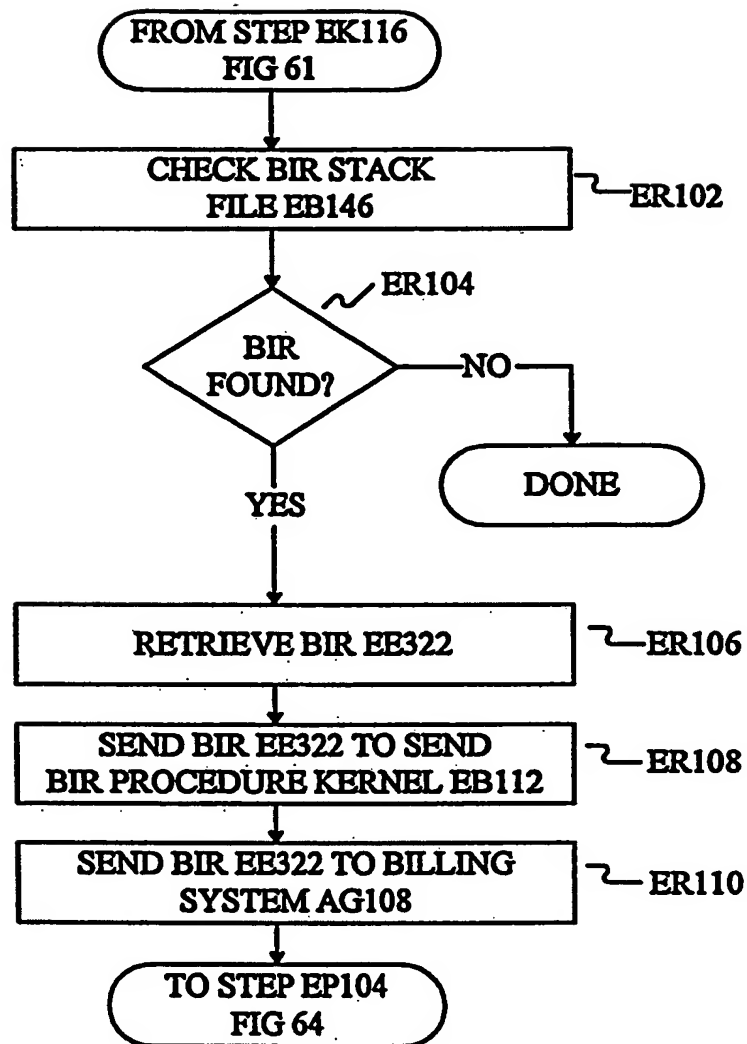 FROM STEP EK116
FIG 61
CHECK BIR STACK
FILE EB146
ER102
ER104
BIR
FOUND?
NO
DONE
YES
RETRIEVE BIR EE322
ER106
SEND BIR EE322 TO SEND
BIR PROCEDURE KERNEL EB112
ER108
SEND BIR EE322 TO BILLING
SYSTEM AG108
ER110
TO STEP EP104
FIG 64